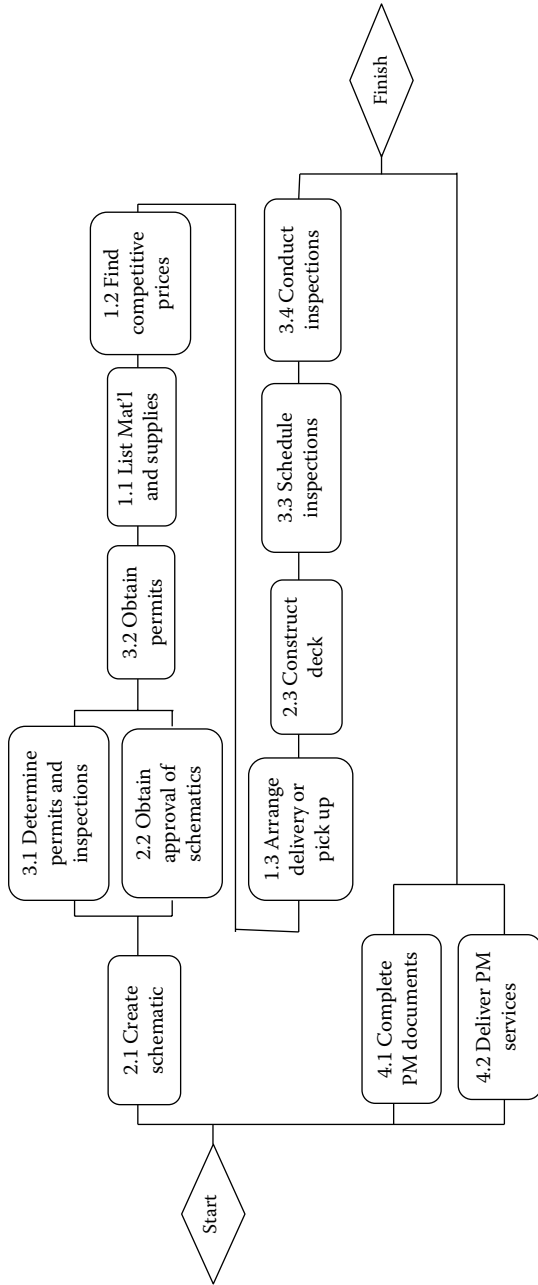 Start
2.1 Create
schematic
3.1 Determine
permits and
inspections
2.2 Obtain
approval of
schematics
3.2 Obtain
permits
1.1 List Mat'l
and supplies
1.2 Find
competitive
prices
1.3 Arrange
delivery or
pick up
2.3 Construct
deck
3.3 Schedule
inspections
3.4 Conduct
inspections
4.1 Complete
PM documents
4.2 Deliver PM
services
Finish